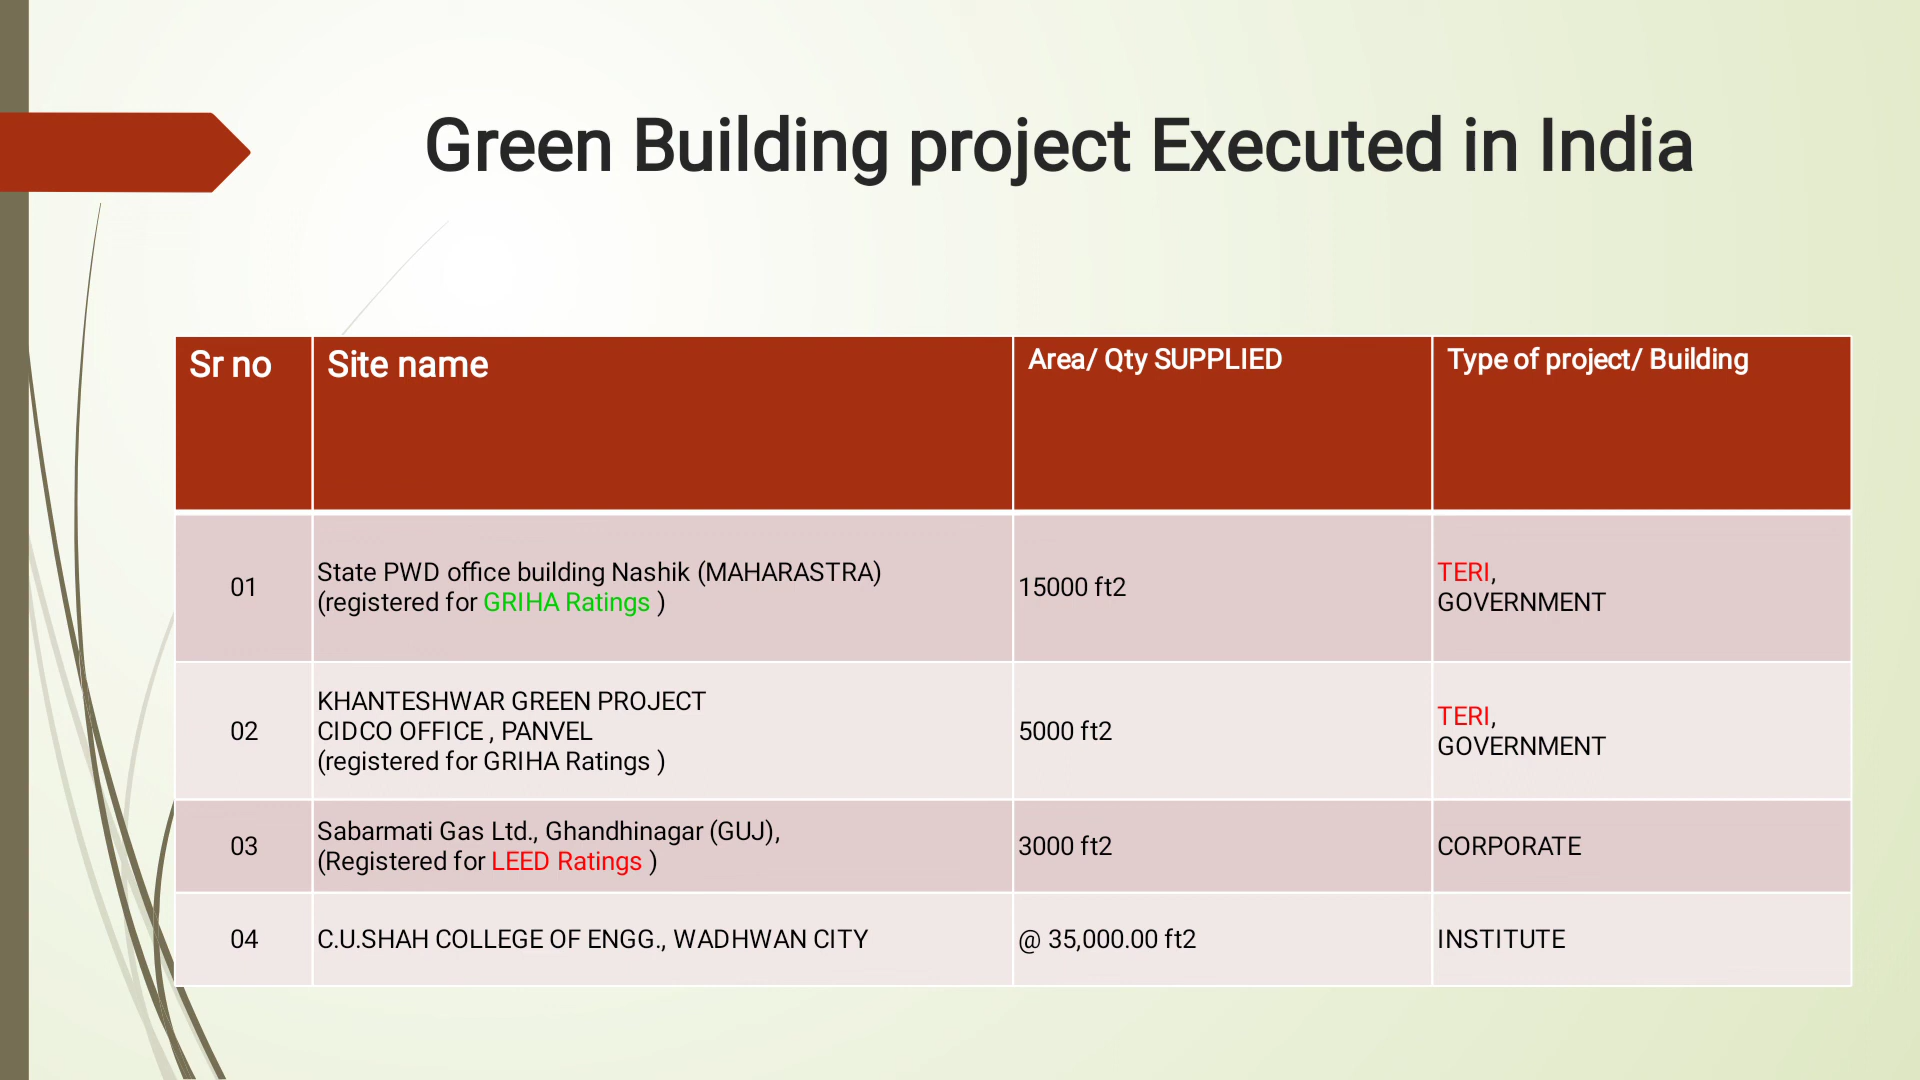 Green Building project Executed in India
Sr no
Site name
Area/ Qty SUPPLIED
Type of project/ Building
01
State PWD office building Nashik (MAHARASTRA)
(registered for GRIHA Ratings )
15000 ft2
TERI,
GOVERNMENT
02
KHANTESHWAR GREEN PROJECT
CIDCO OFFICE , PANVEL
(registered for GRIHA Ratings )
5000 ft2
TERI,
GOVERNMENT
03
Sabarmati Gas Ltd., Ghandhinagar (GUJ),
(Registered for LEED Ratings )
3000 ft2
CORPORATE
04
C.U.SHAH COLLEGE OF ENGG., WADHWAN CITY
@ 35,000.00 ft2
INSTITUTE